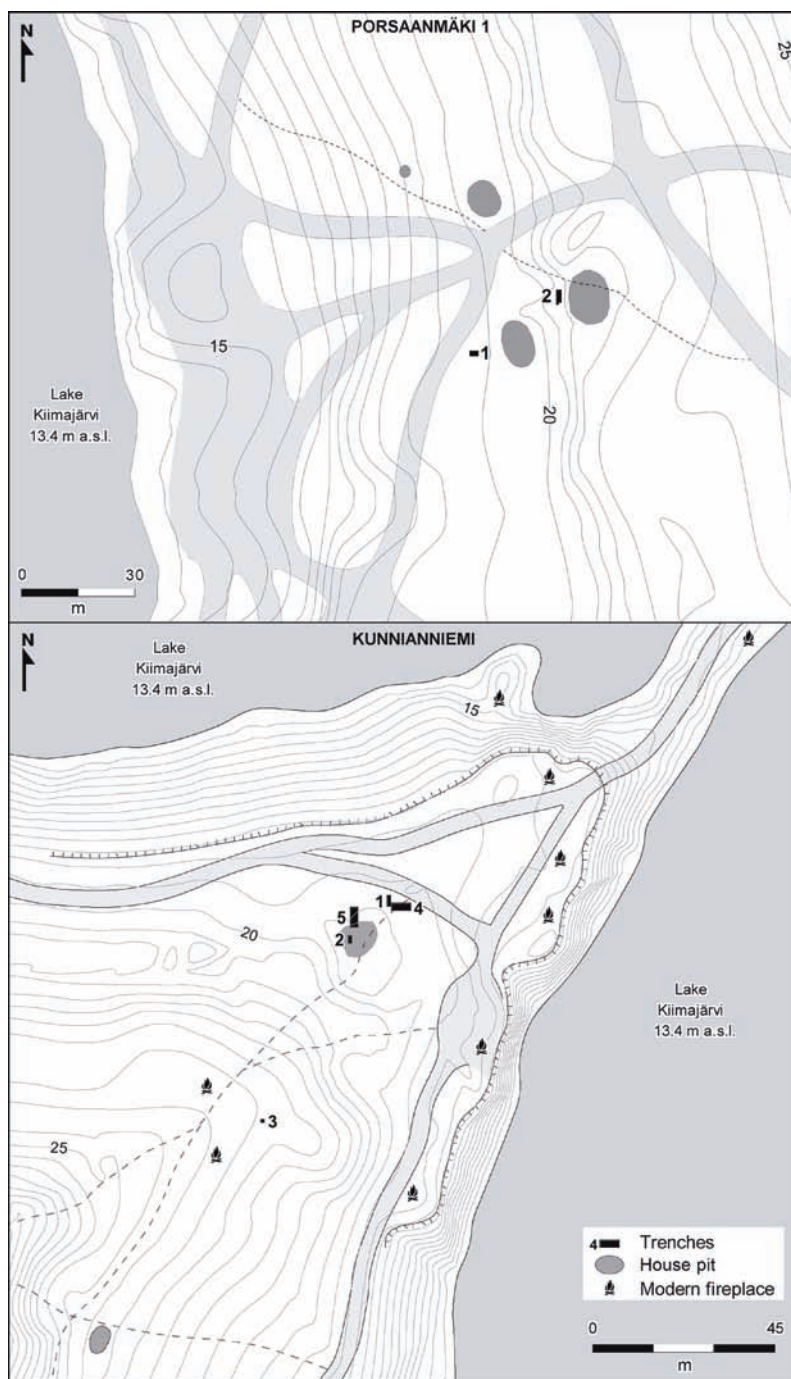 PORSAANMÄKI 1
N
25
2
1
15
20
Lake
Kiimajärvi
13.4 m a.s.l.
0 30
m
KUNNIANNIEMI
N
Lake
Kiimajärvi
13.4 m a.s.l.
15
1
4
5
2
20
Lake
Kiimajärvi
13.4 m a.s.l.
3
25
4 Trenches
House pit
Modern fireplace
0 45
m